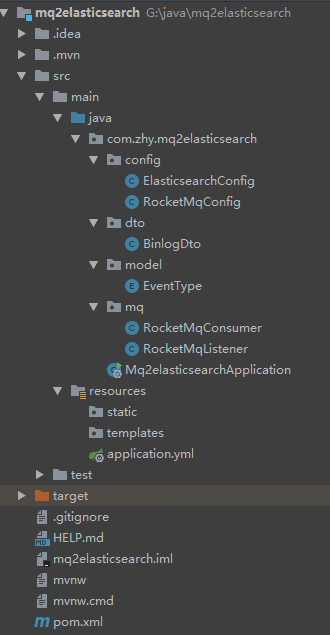 mq2elasticsearch G:\java\mq2elasticsearch
.idea
.mvn
src
main
java
com.zhy.mq2elasticsearch
config
ElasticsearchConfig
RocketMqConfig
dto
BinlogDto
model
EventType
mq
RocketMqConsumer
RocketMqListener
Mq2elasticsearchApplication
resources
static
templates
application.yml
test
target
.gitignore
HELP.md
mq2elasticsearch.iml
mvnw
mvnw.cmd
pom.xml